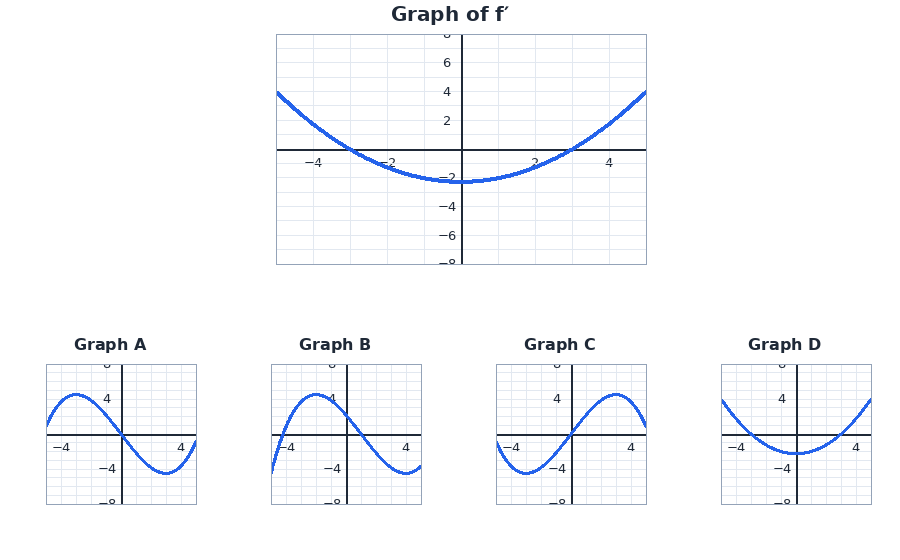 Graph of f′
8
6
4
2
−4 −2 2 4
−2
−4
−6
−8
Graph A Graph B Graph C Graph D
8 8 8 8
4 4 4 4
−4 4 −4 4 −4 4 −4 4
−4 −4 −4 −4
−8 −8 −8 −8